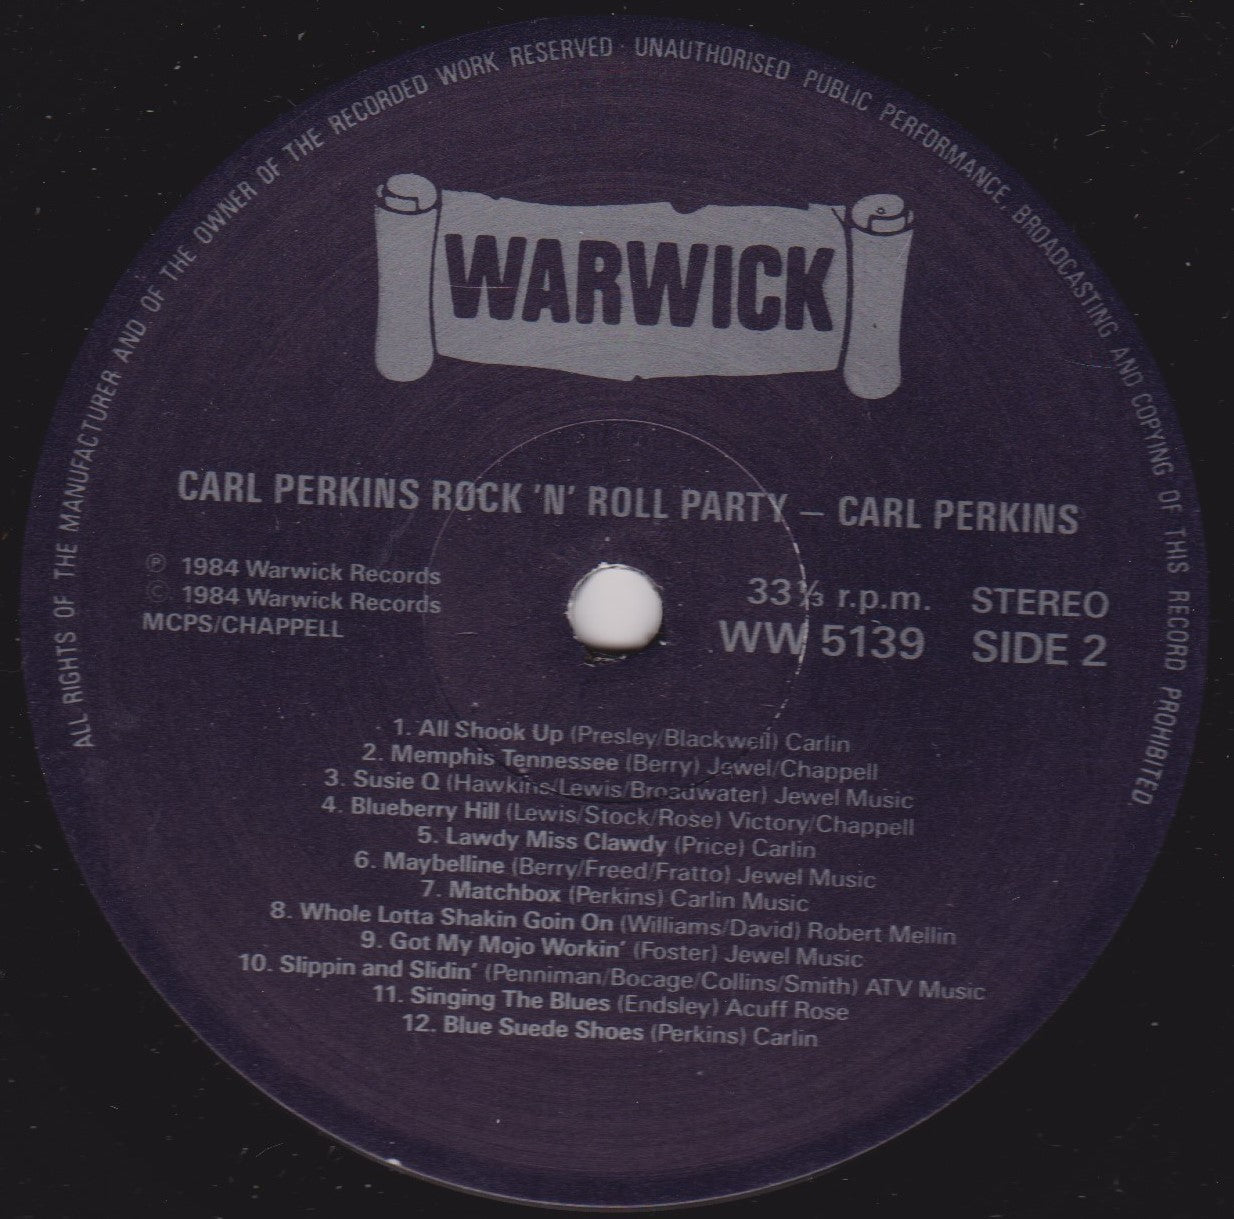 ALL RIGHTS OF THE MANUFACTURER AND OF THE OWNER OF THE RECORDED WORK RESERVED · UNAUTHORISED PUBLIC PERFORMANCE, BROADCASTING AND COPYING OF THIS RECORD PROHIBITED.
WARWICK
CARL PERKINS ROCK 'N' ROLL PARTY – CARL PERKINS
℗ 1984 Warwick Records
© 1984 Warwick Records
MCPS/CHAPPELL
33⅓ r.p.m. STEREO
WW 5139 SIDE 2
1. All Shook Up (Presley/Blackwell) Carlin
2. Memphis Tennessee (Berry) Jewel/Chappell
3. Susie Q (Hawkins/Lewis/Broadwater) Jewel Music
4. Blueberry Hill (Lewis/Stock/Rose) Victory/Chappell
5. Lawdy Miss Clawdy (Price) Carlin
6. Maybelline (Berry/Freed/Fratto) Jewel Music
7. Matchbox (Perkins) Carlin Music
8. Whole Lotta Shakin Goin On (Williams/David) Robert Mellin
9. Got My Mojo Workin' (Foster) Jewel Music
10. Slippin and Slidin' (Penniman/Bocage/Collins/Smith) ATV Music
11. Singing The Blues (Endsley) Acuff Rose
12. Blue Suede Shoes (Perkins) Carlin